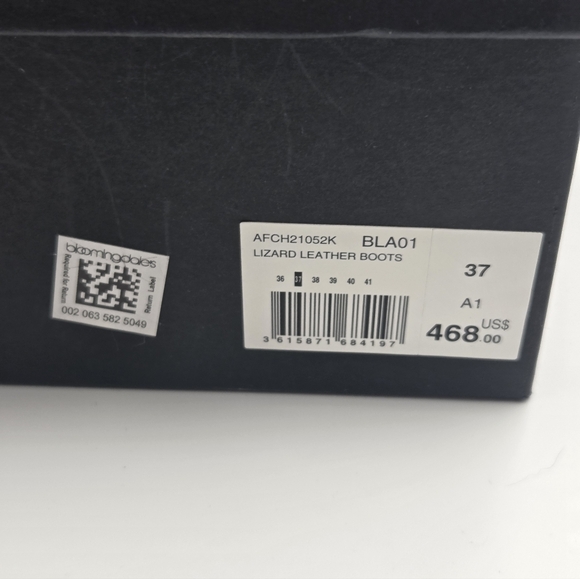 bloomingdales
Required for Return
Return Label
002 063 582 5049
AFCH21052K BLA01
LIZARD LEATHER BOOTS
36 37 38 39 40 41
3 615871 684197
37
A1
468.00 US$